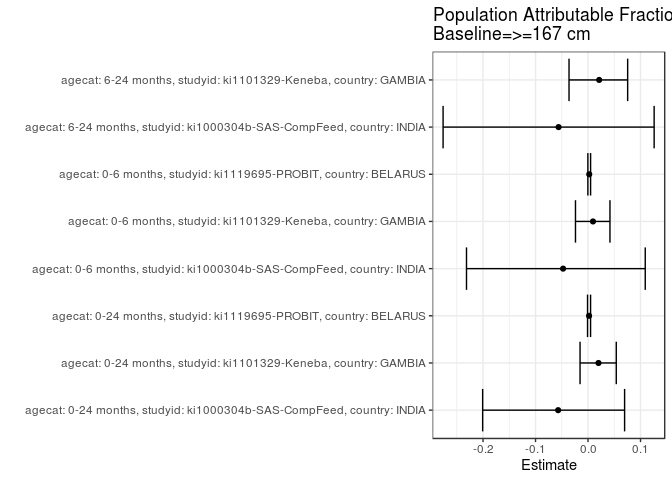 Population Attributable Fractio
Baseline=>=167 cm
agecat: 6-24 months, studyid: ki1101329-Keneba, country: GAMBIA
agecat: 6-24 months, studyid: ki1000304b-SAS-CompFeed, country: INDIA
agecat: 0-6 months, studyid: ki1119695-PROBIT, country: BELARUS
agecat: 0-6 months, studyid: ki1101329-Keneba, country: GAMBIA
agecat: 0-6 months, studyid: ki1000304b-SAS-CompFeed, country: INDIA
agecat: 0-24 months, studyid: ki1119695-PROBIT, country: BELARUS
agecat: 0-24 months, studyid: ki1101329-Keneba, country: GAMBIA
agecat: 0-24 months, studyid: ki1000304b-SAS-CompFeed, country: INDIA
-0.2 -0.1 0.0 0.1
Estimate